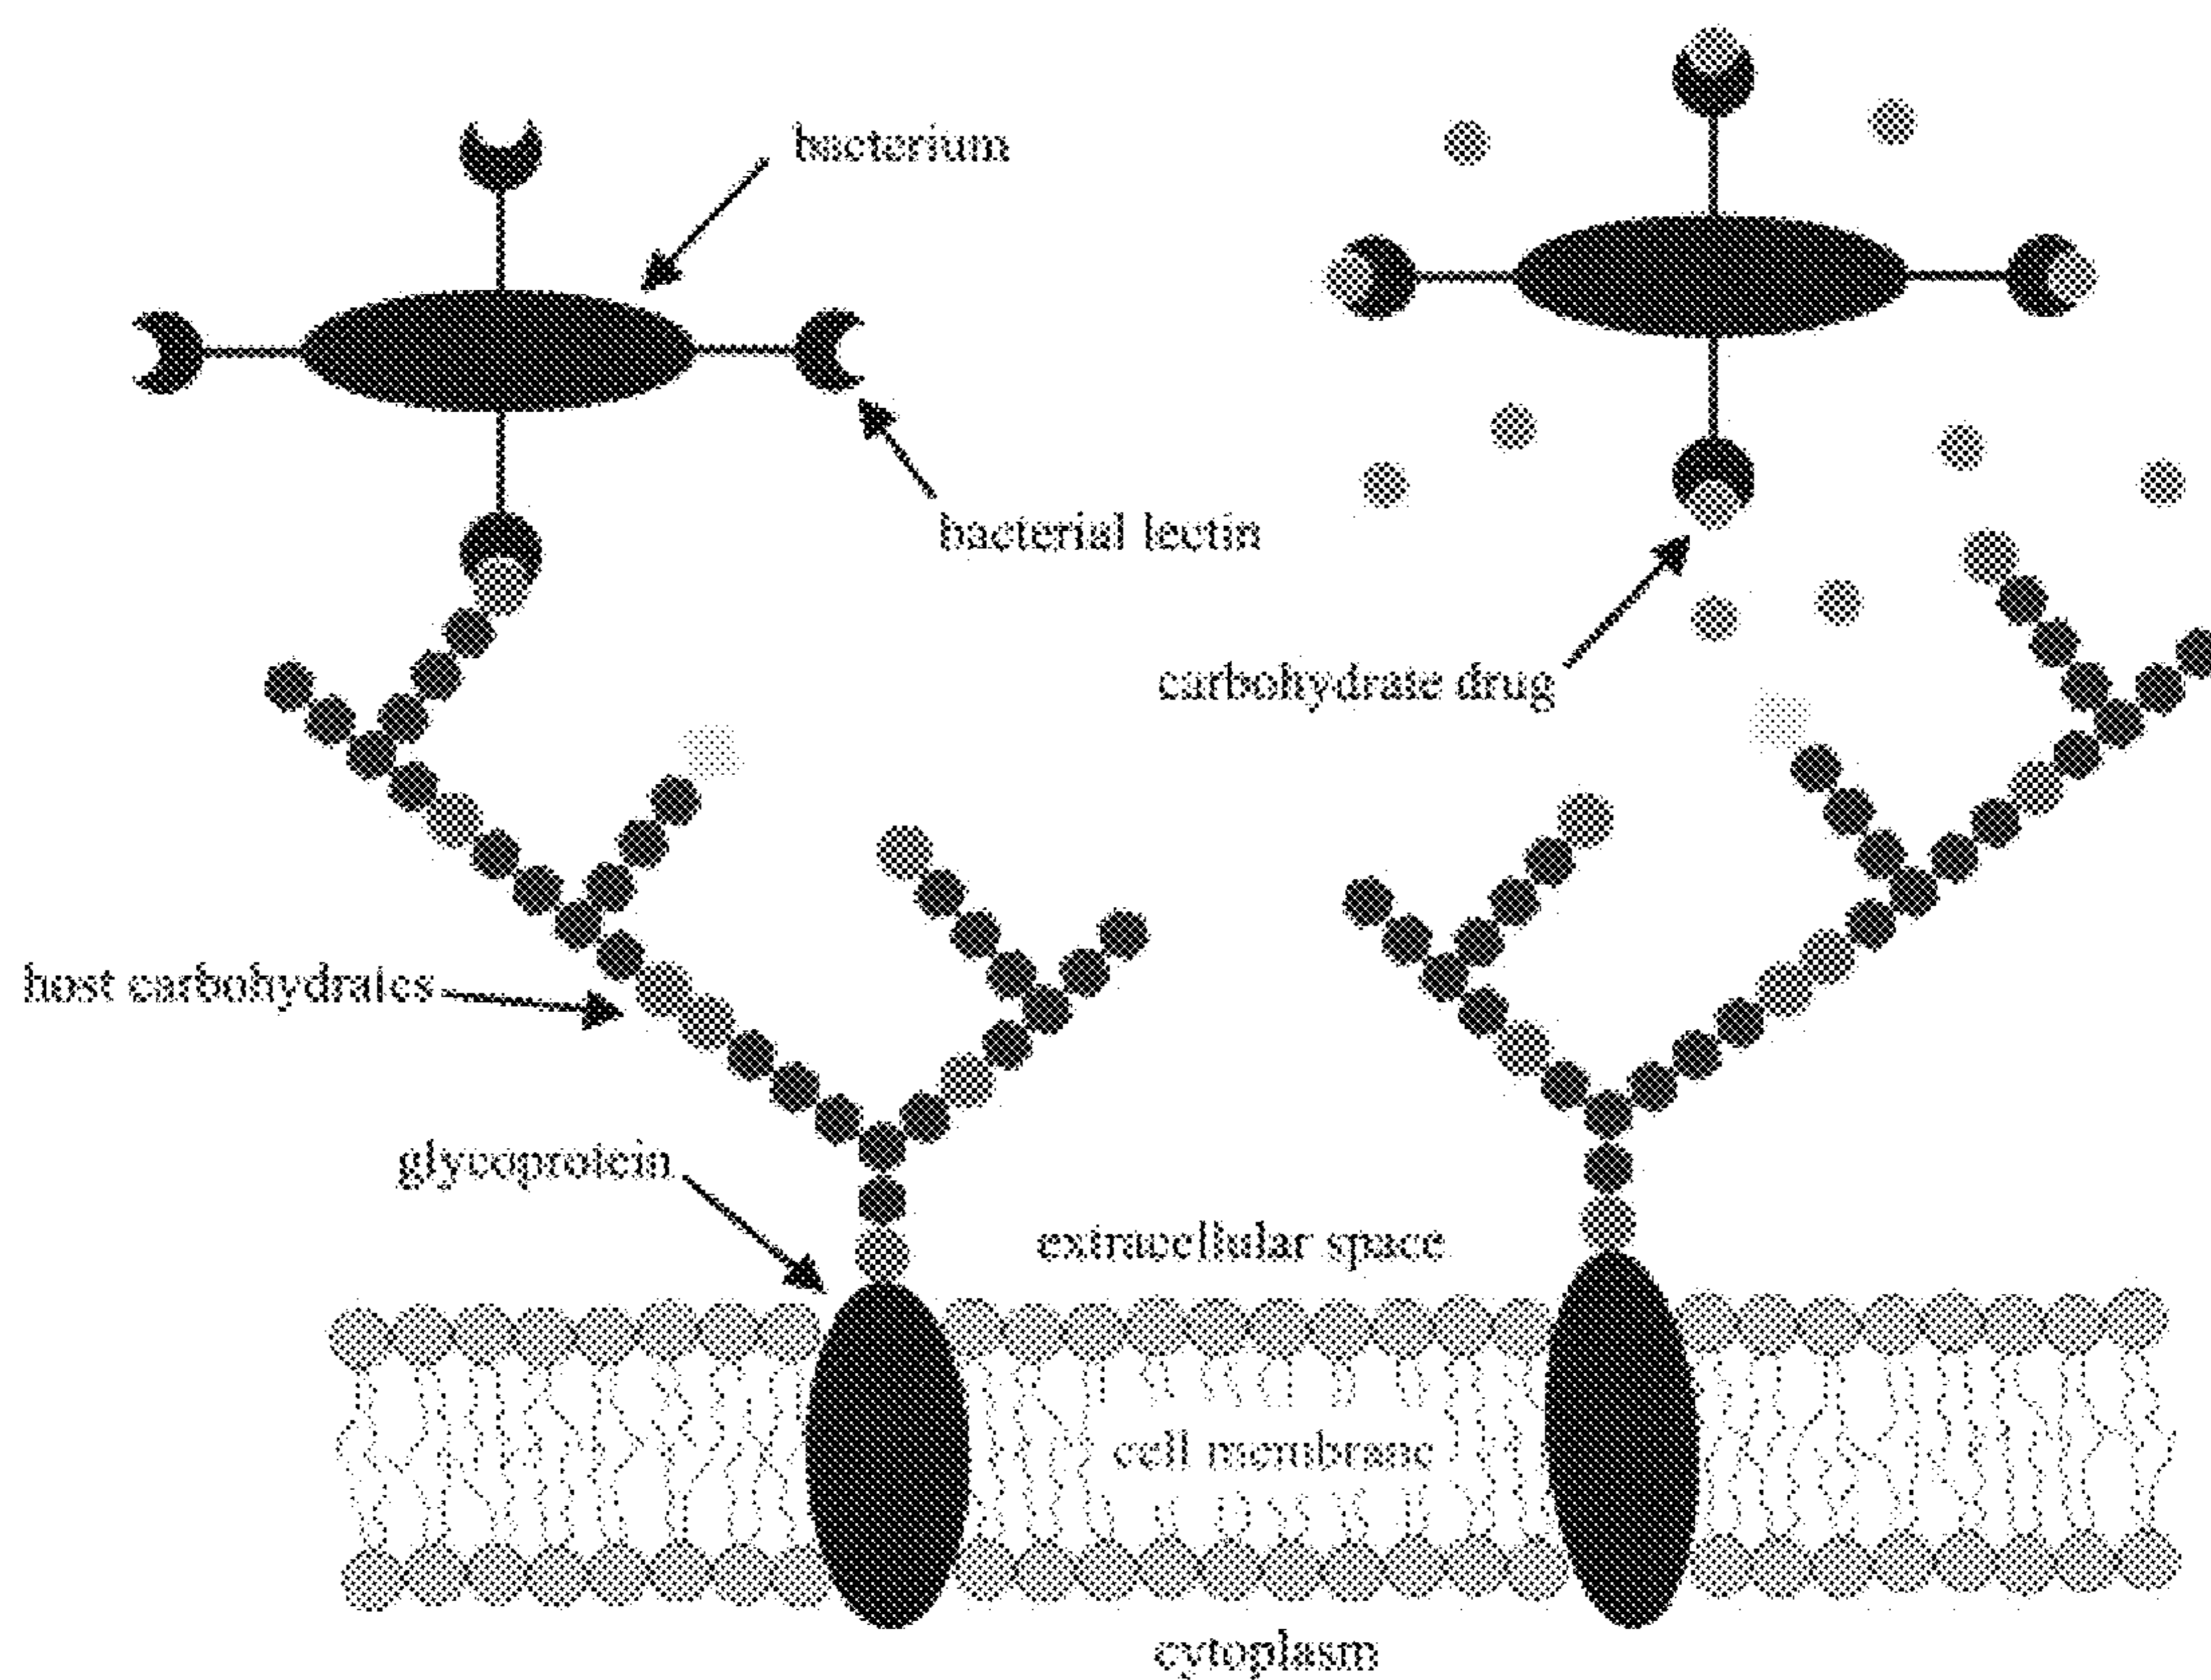 bacterium
bacterial lectin
carbohydrate drug
host carbohydrates
glycoprotein
extracellular space
cell membrane
cytoplasm